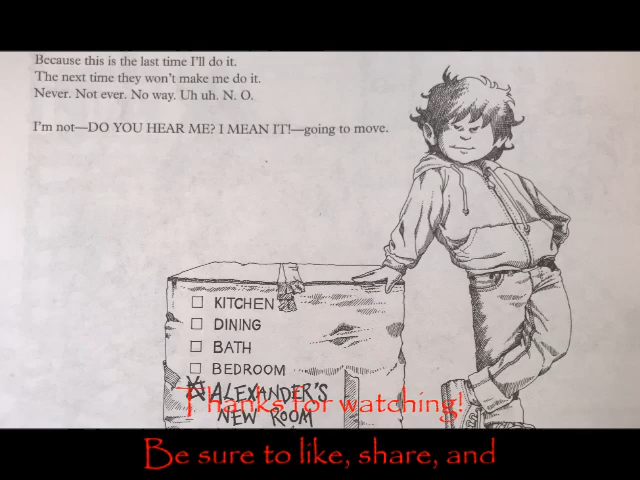 Because this is the last time I'll do it.
The next time they won't make me do it.
Never. Not ever. No way. Uh uh. N. O.
I'm not—DO YOU HEAR ME? I MEAN IT!—going to move.
KITCHEN
DINING
BATH
BEDROOM
ALEXANDER'S
NEW ROOM
Thanks for watching!
Be sure to like, share, and